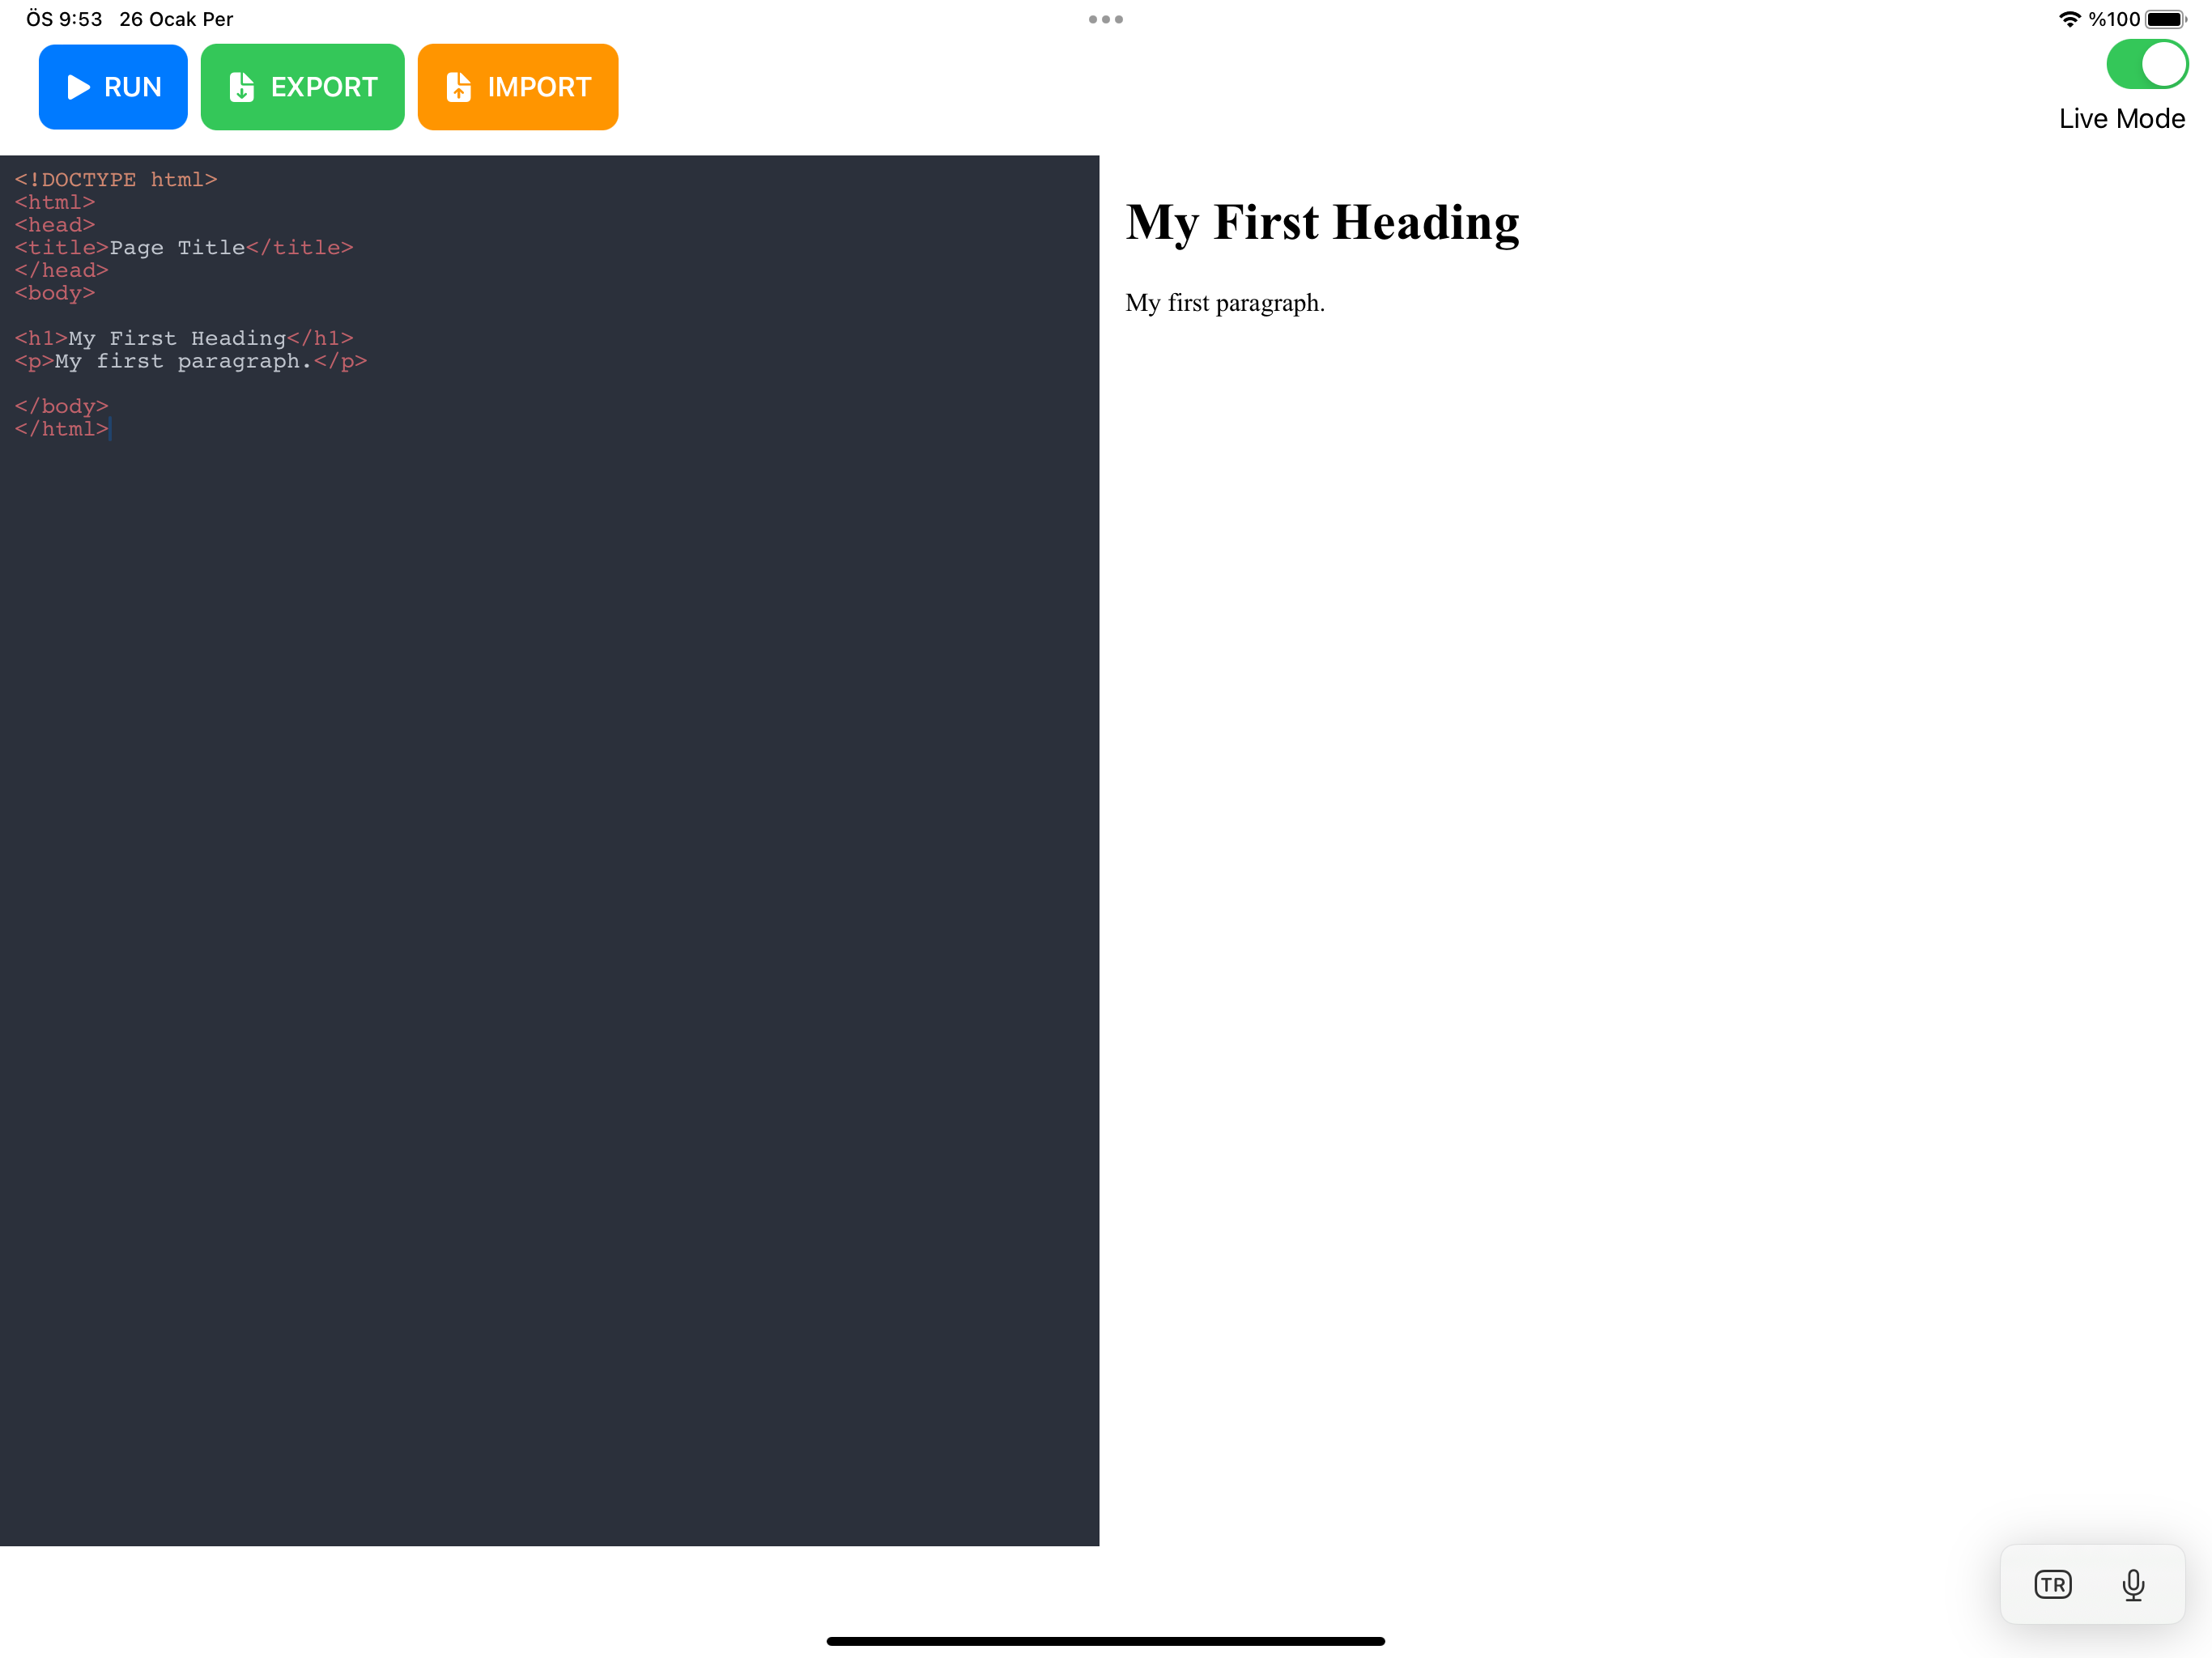 ÖS 9:53 26 Ocak Per
%100
RUN
EXPORT
IMPORT
Live Mode
<!DOCTYPE html>
<html>
<head>
<title>Page Title</title>
</head>
<body>
<h1>My First Heading</h1>
<p>My first paragraph.</p>
</body>
</html>
My First Heading
My first paragraph.
TR